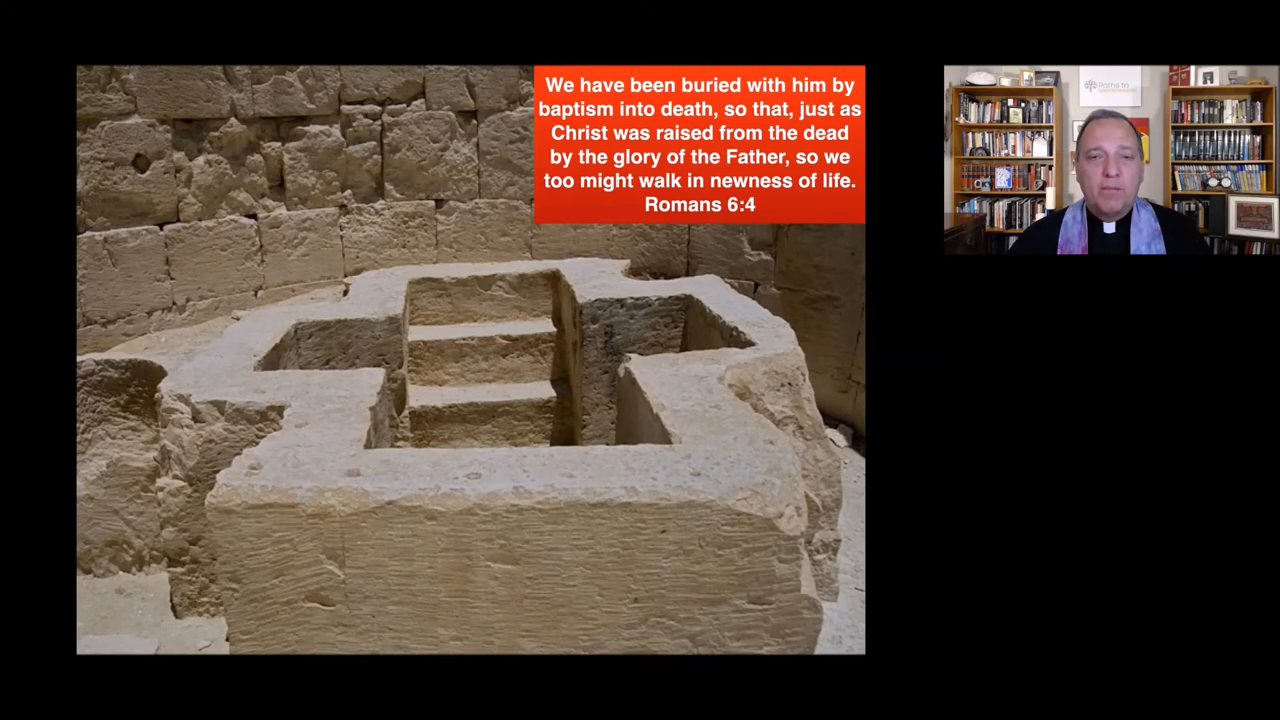 We have been buried with him by
baptism into death, so that, just as
Christ was raised from the dead
by the glory of the Father, so we
too might walk in newness of life.
Romans 6:4
Paths to